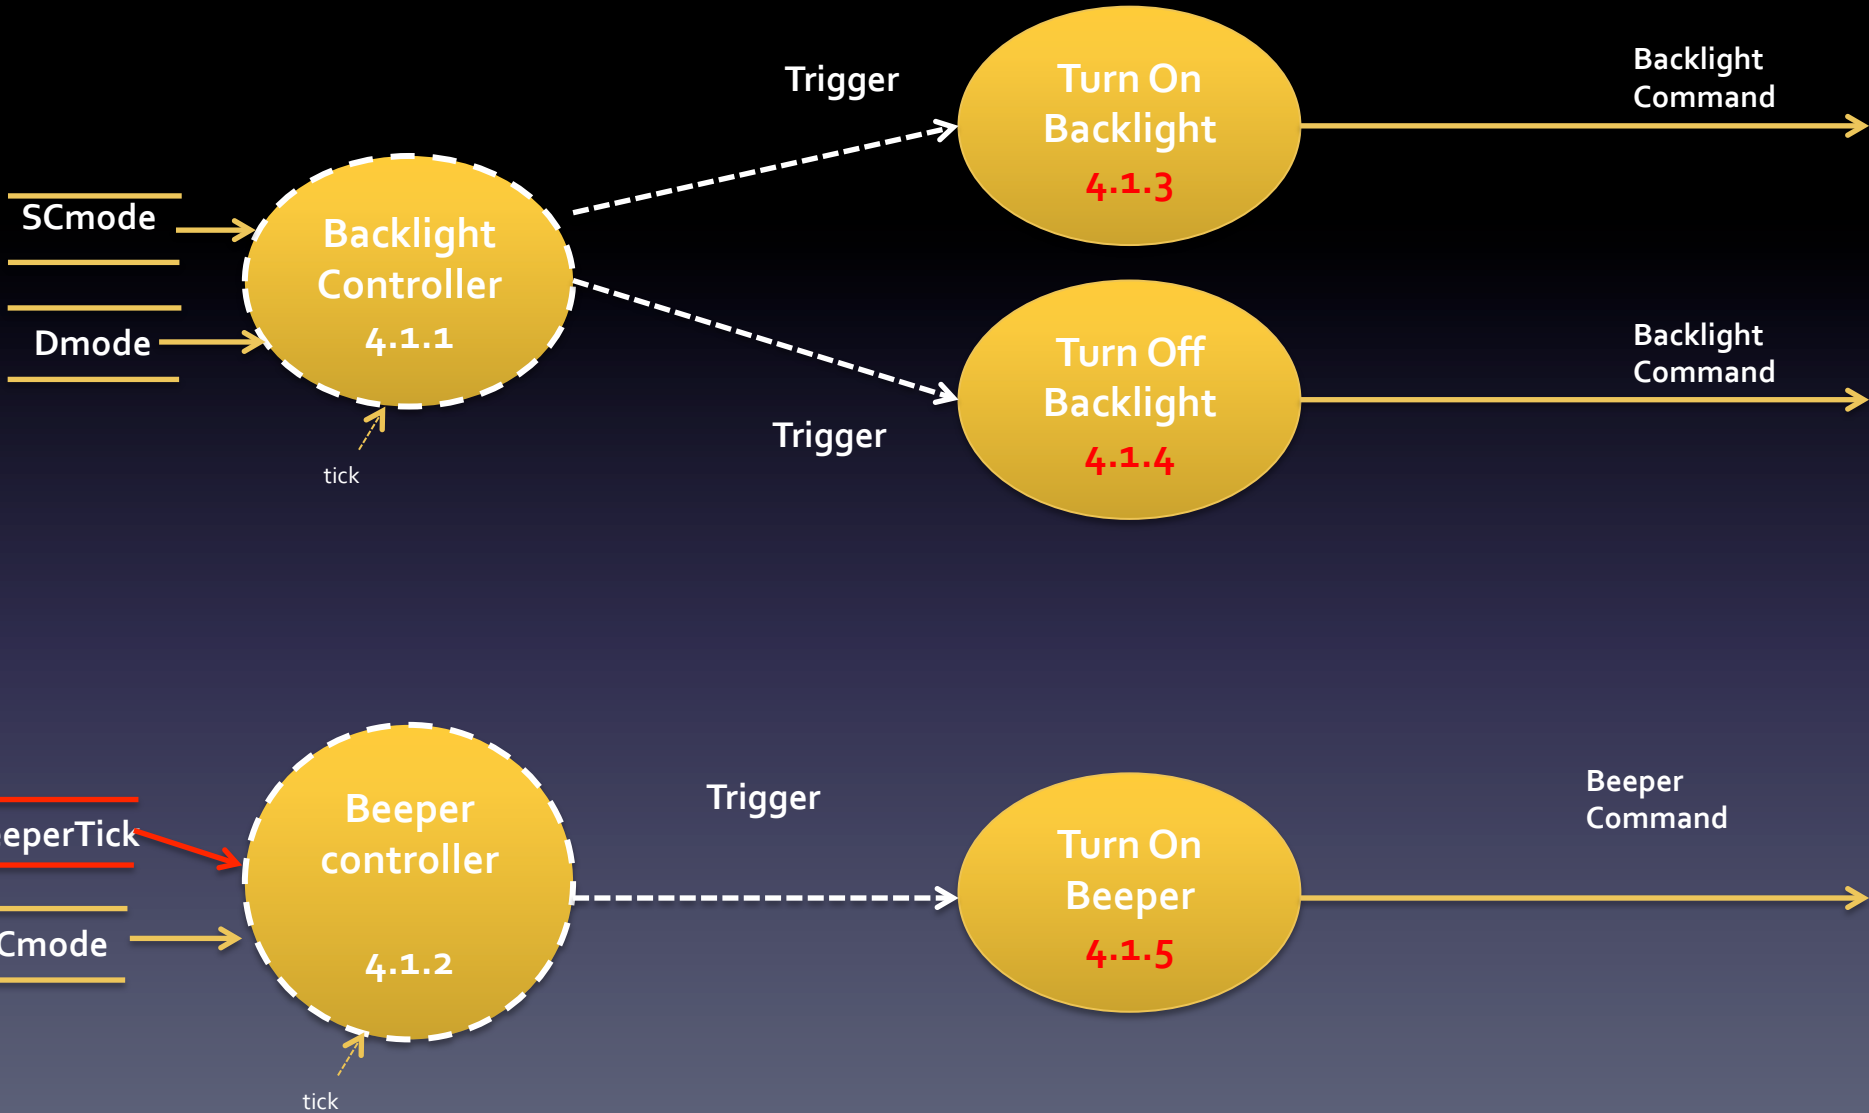 Trigger
Turn On
Backlight
4.1.3
Backlight
Command
SCmode
Backlight
Controller
4.1.1
Dmode
tick
Trigger
Turn Off
Backlight
4.1.4
Backlight
Command
eeperTick
Beeper
controller
4.1.2
Cmode
tick
Trigger
Turn On
Beeper
4.1.5
Beeper
Command